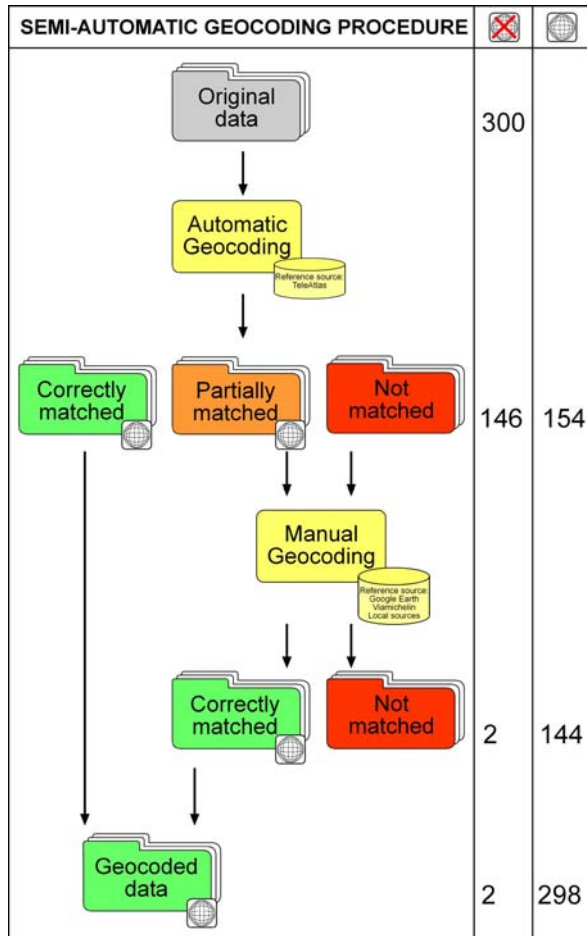 SEMI-AUTOMATIC GEOCODING PROCEDURE
Original
data
300
Automatic
Geocoding
Reference source:
TeleAtlas
Correctly
matched
Partially
matched
Not
matched
146
154
Manual
Geocoding
Reference source:
Google Earth
Viamichelin
Local sources
Correctly
matched
Not
matched
2
144
Geocoded
data
2
298